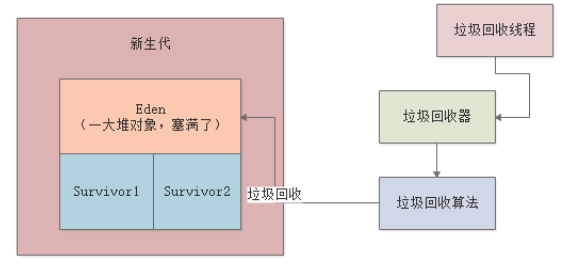 新生代
Eden
(一大堆对象，塞满了)
Survivor1
Survivor2
垃圾回收
垃圾回收线程
垃圾回收器
垃圾回收算法